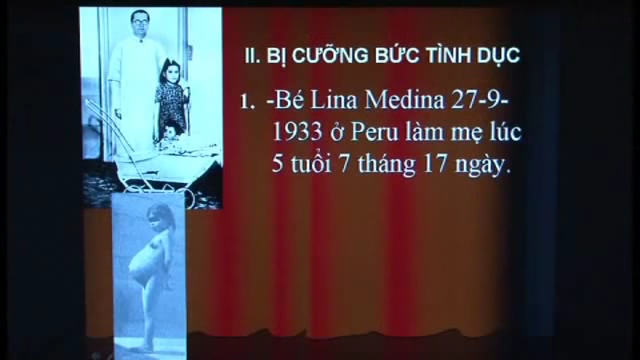 II. BỊ CƯỠNG BỨC TÌNH DỤC
1. -Bé Lina Medina 27-9-
1933 ở Peru làm mẹ lúc
5 tuổi 7 tháng 17 ngày.